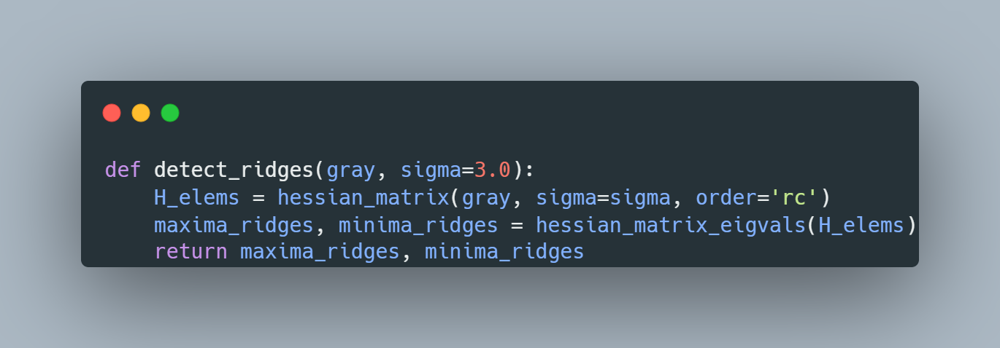 def detect_ridges(gray, sigma=3.0):
    H_elems = hessian_matrix(gray, sigma=sigma, order='rc')
    maxima_ridges, minima_ridges = hessian_matrix_eigvals(H_elems)
    return maxima_ridges, minima_ridges